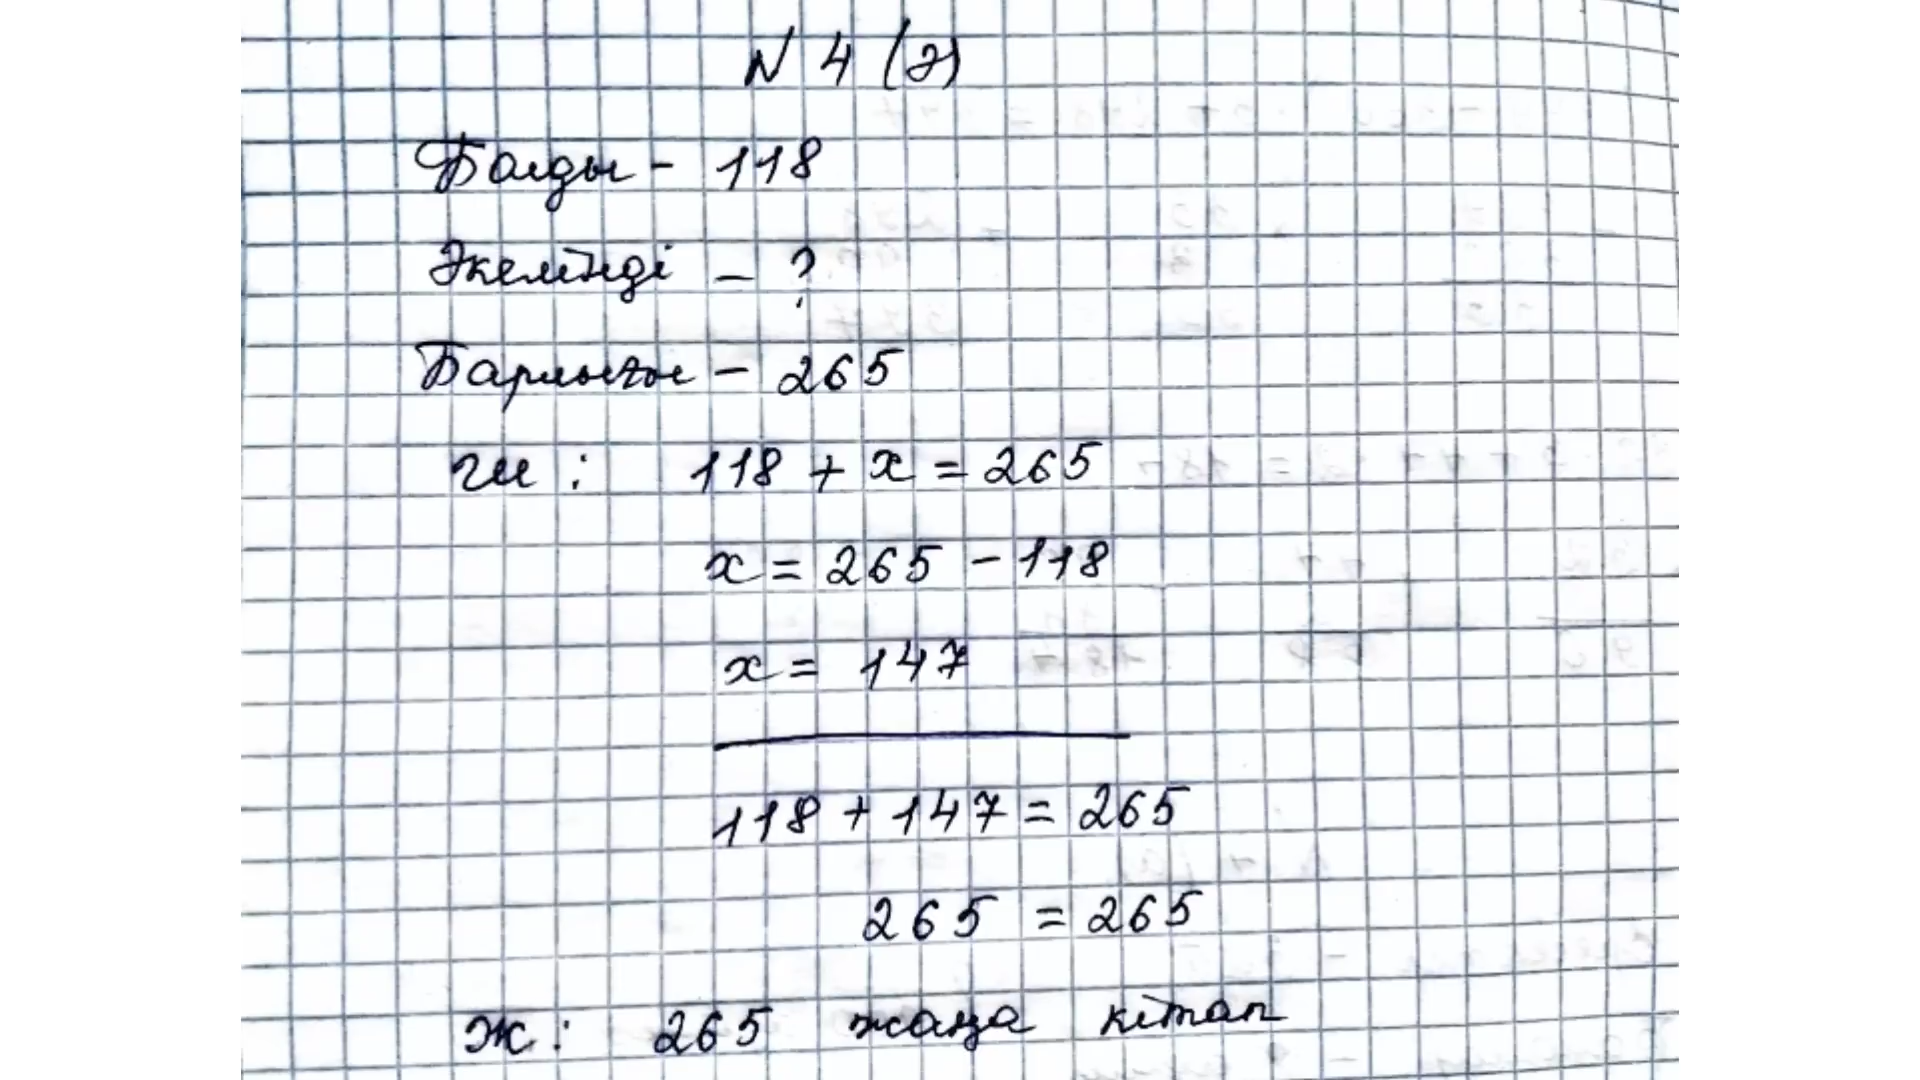 N 4 (ә)
Болды - 118
Әкелінді - ?
Барлығы - 265
Ш : 118 + x = 265
x = 265 - 118
x = 147
118 + 147 = 265
265 = 265
Ж : 265 жаңа кітап